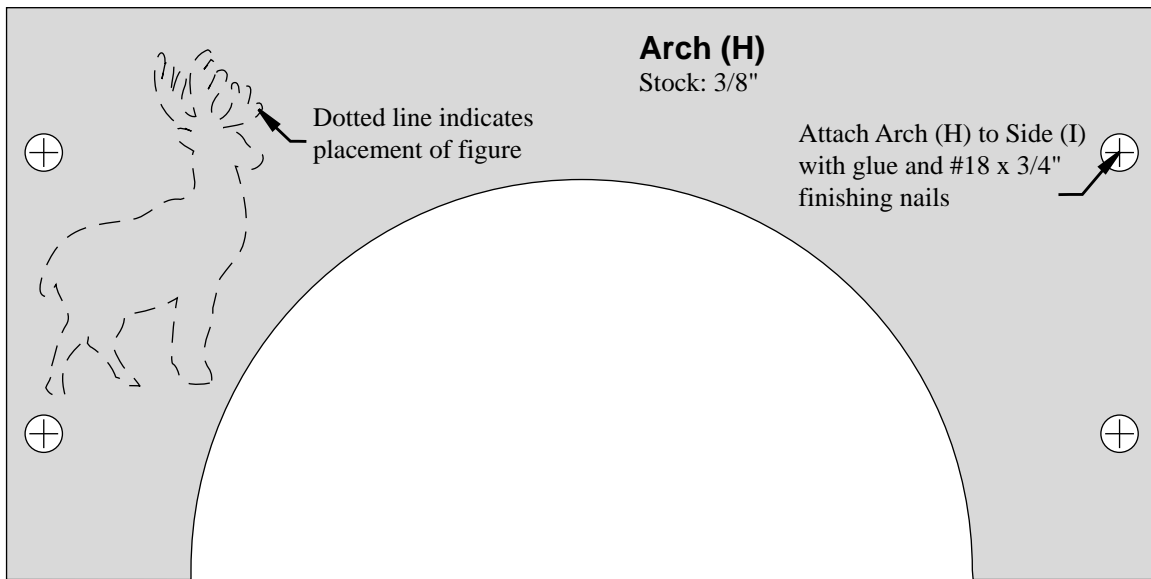 Arch (H)
Stock: 3/8"
Dotted line indicates
placement of figure
Attach Arch (H) to Side (I)
with glue and #18 x 3/4"
finishing nails